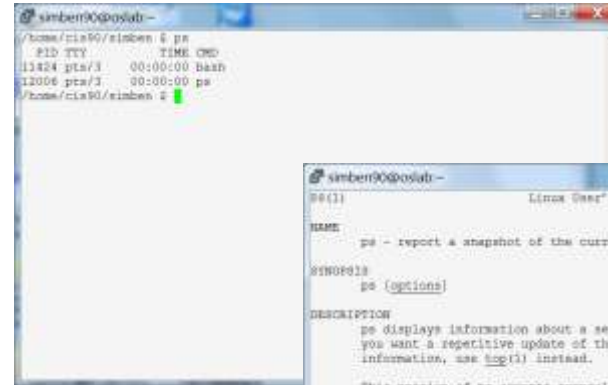 simben90@oslab:~
/home/cis90/simben $ ps
PID TTY TIME CMD
11424 pts/3 00:00:00 bash
12006 pts/3 00:00:00 ps
/home/cis90/simben $
simben90@oslab:~
PS(1) Linux User'
NAME
ps - report a snapshot of the curr
SYNOPSIS
ps [options]
DESCRIPTION
ps displays information about a se
you want a repetitive update of th
information, use top(1) instead.